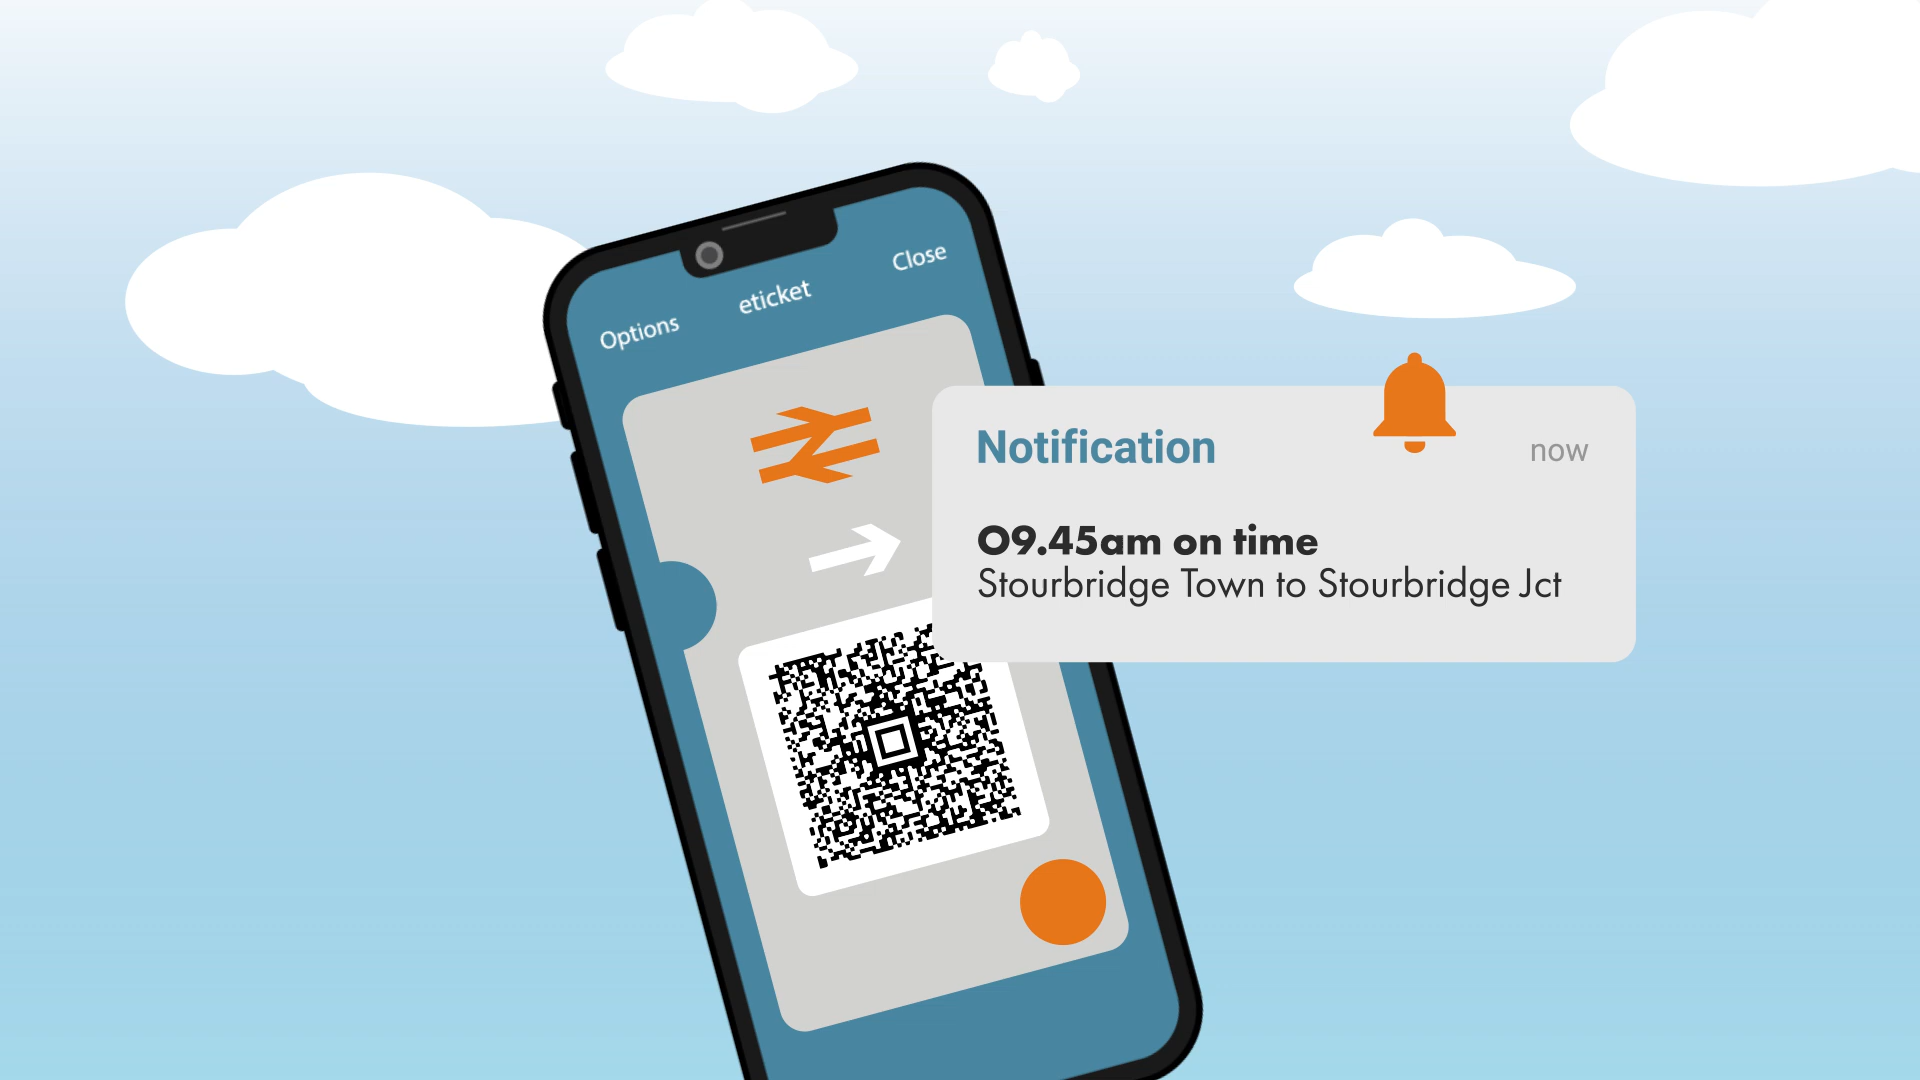 Options
eticket
Close
Notification
now
09.45am on time
Stourbridge Town to Stourbridge Jct